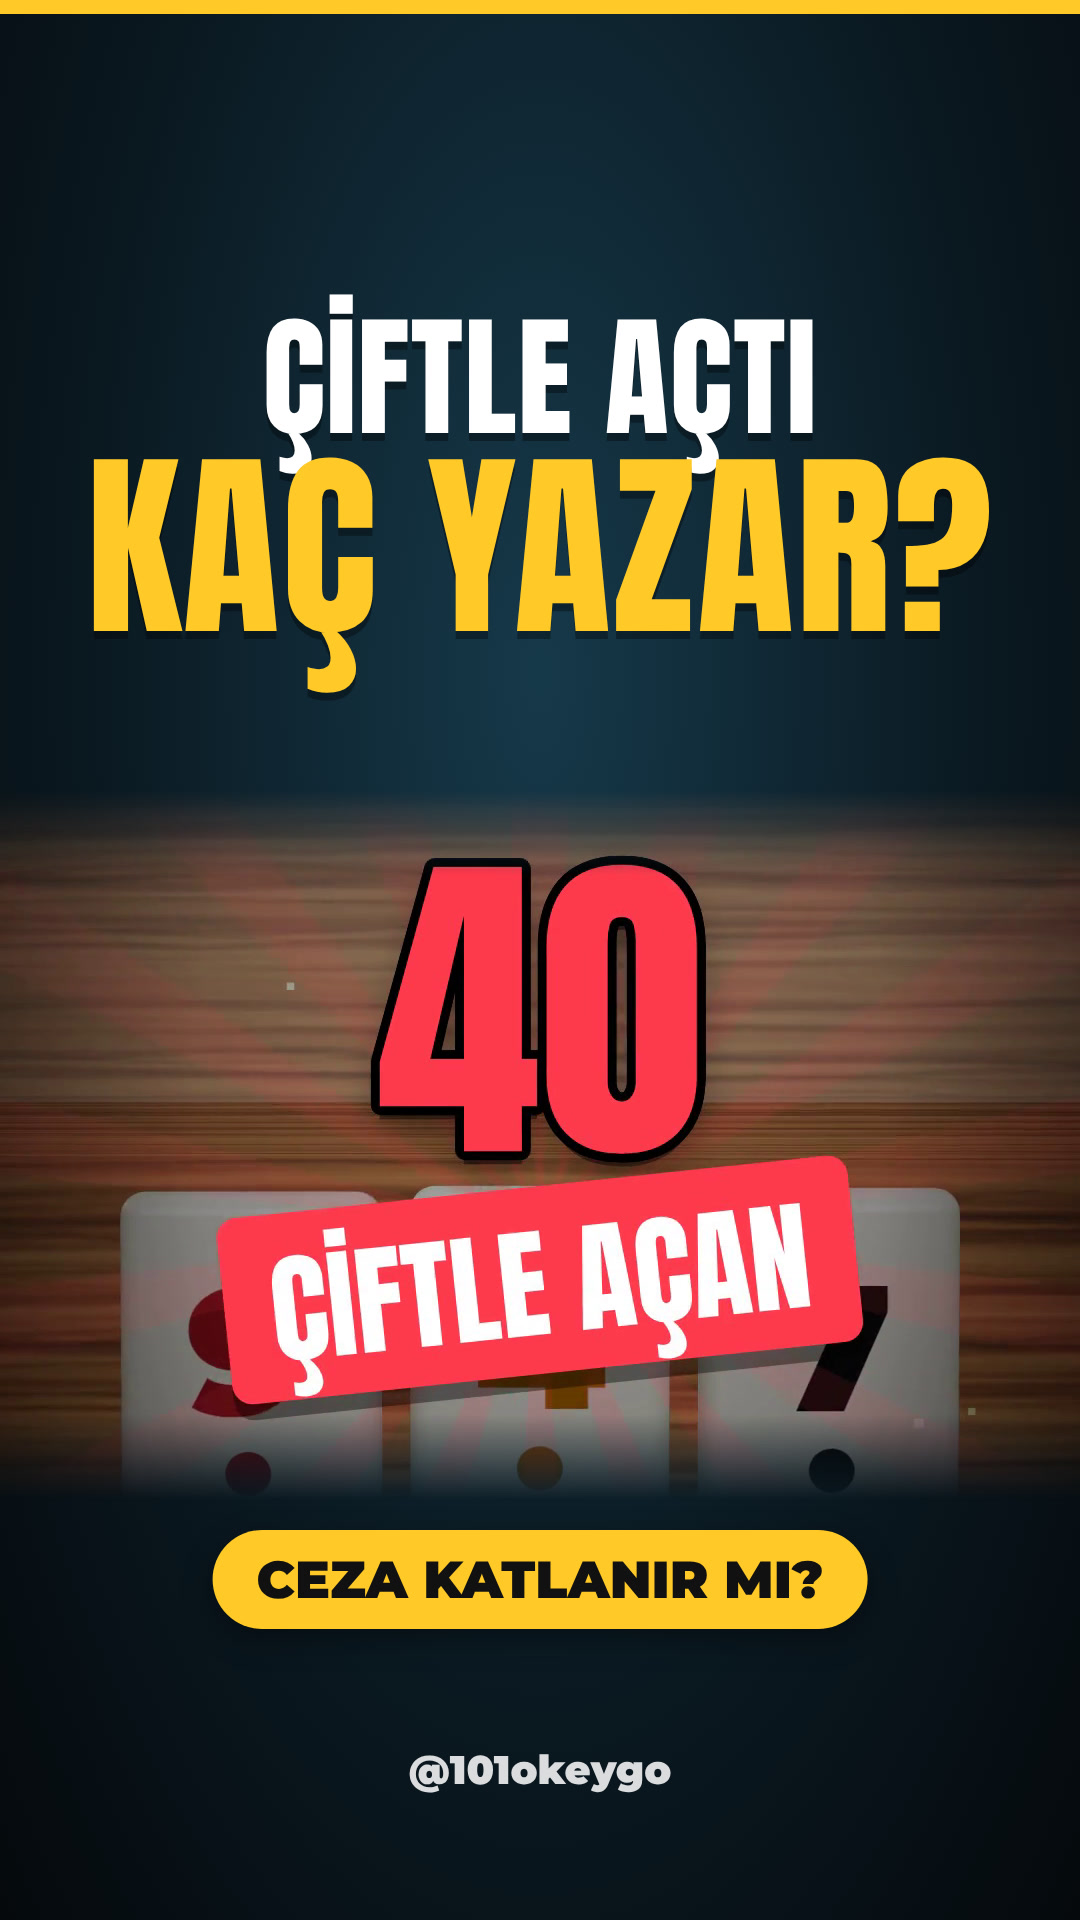 ÇİFTLE AÇTI
KAÇ YAZAR?
40
ÇİFTLE AÇAN
CEZA KATLANIR MI?
@101okeygo